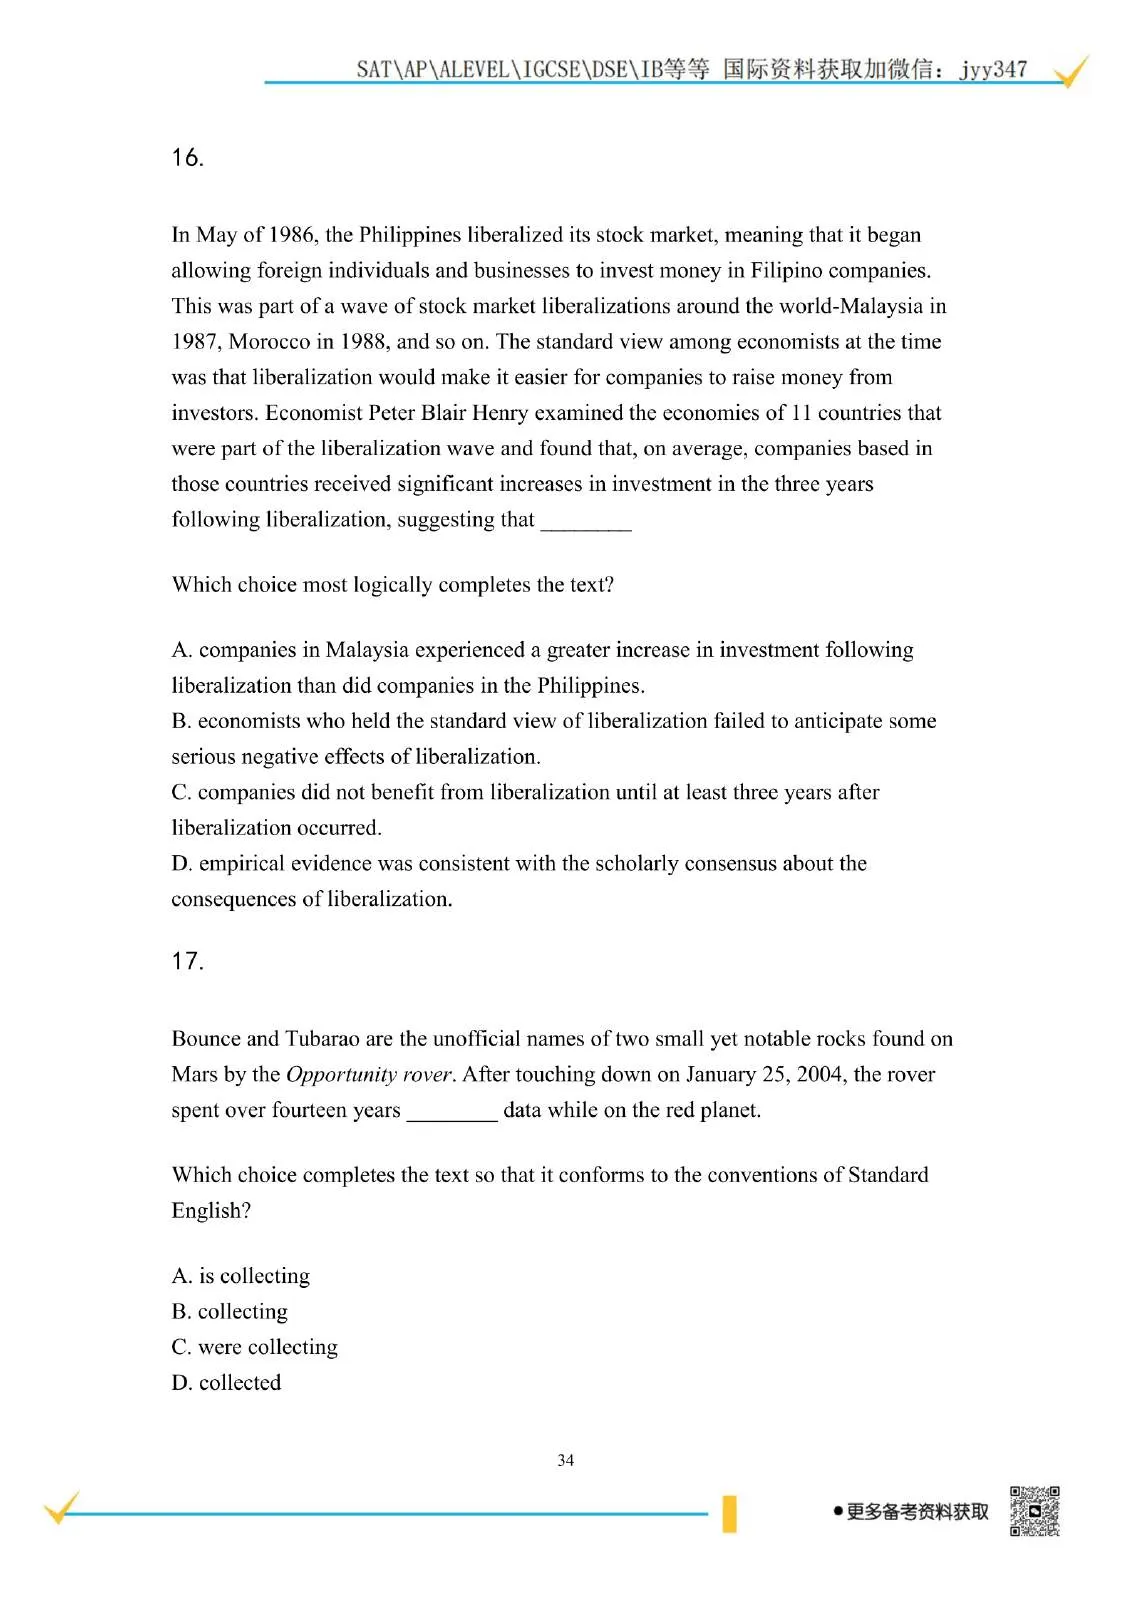 SAT\AP\ALEVEL\IGCSE\DSE\IB等等 国际资料获取加微信：jyy347
16.
In May of 1986, the Philippines liberalized its stock market, meaning that it began
allowing foreign individuals and businesses to invest money in Filipino companies.
This was part of a wave of stock market liberalizations around the world-Malaysia in
1987, Morocco in 1988, and so on. The standard view among economists at the time
was that liberalization would make it easier for companies to raise money from
investors. Economist Peter Blair Henry examined the economies of 11 countries that
were part of the liberalization wave and found that, on average, companies based in
those countries received significant increases in investment in the three years
following liberalization, suggesting that ________
Which choice most logically completes the text?
A. companies in Malaysia experienced a greater increase in investment following
liberalization than did companies in the Philippines.
B. economists who held the standard view of liberalization failed to anticipate some
serious negative effects of liberalization.
C. companies did not benefit from liberalization until at least three years after
liberalization occurred.
D. empirical evidence was consistent with the scholarly consensus about the
consequences of liberalization.
17.
Bounce and Tubarao are the unofficial names of two small yet notable rocks found on
Mars by the Opportunity rover. After touching down on January 25, 2004, the rover
spent over fourteen years ________ data while on the red planet.
Which choice completes the text so that it conforms to the conventions of Standard
English?
A. is collecting
B. collecting
C. were collecting
D. collected
34
●更多备考资料获取